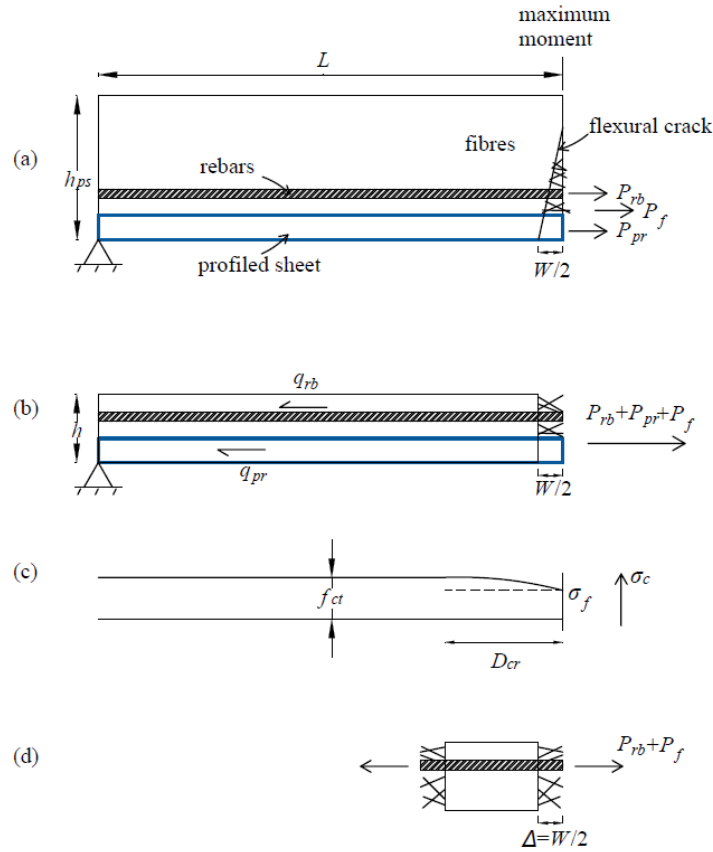 maximum
moment
L
(a)
fibres
flexural crack
h_ps
rebars
P_rb
P_f
P_pr
profiled sheet
W/2
(b)
q_rb
h
P_rb+P_pr+P_f
q_pr
W/2
(c)
σ_c
f_ct
σ_f
D_cr
(d)
P_rb+P_f
Δ=W/2